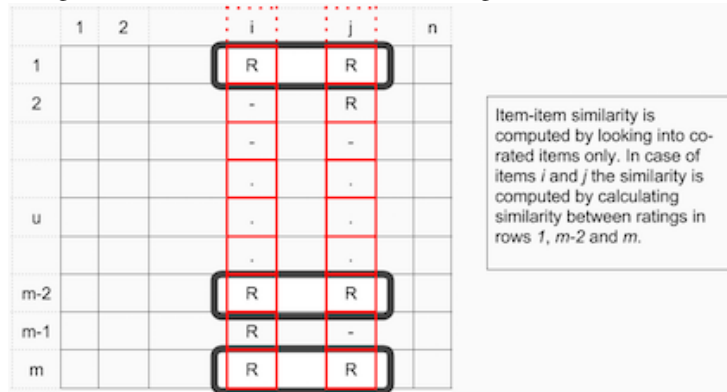 1 2 i j n
1 R R
2 - R
- -
. .
u . .
. .
m-2 R R
m-1 R -
m R R
Item-item similarity is
computed by looking into co-
rated items only. In case of
items i and j the similarity is
computed by calculating
similarity between ratings in
rows 1, m-2 and m.